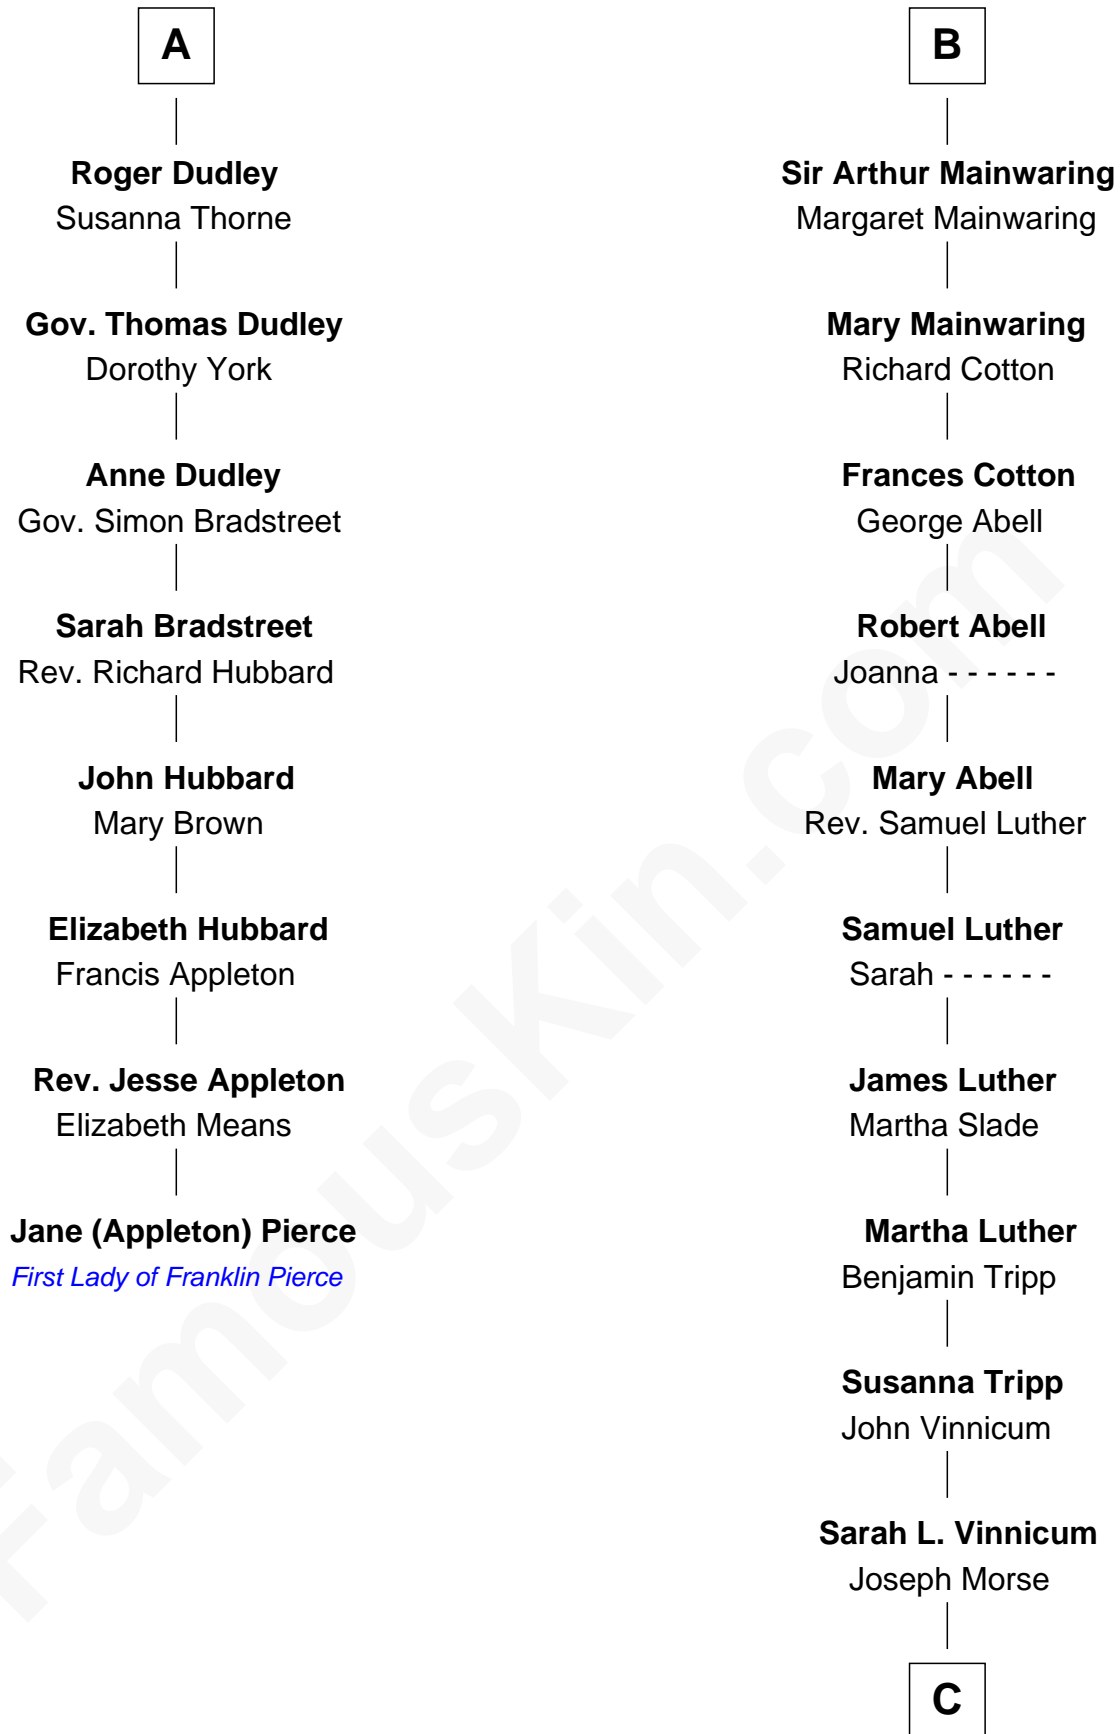 A
Roger Dudley
Susanna Thorne
Gov. Thomas Dudley
Dorothy York
Anne Dudley
Gov. Simon Bradstreet
Sarah Bradstreet
Rev. Richard Hubbard
John Hubbard
Mary Brown
Elizabeth Hubbard
Francis Appleton
Rev. Jesse Appleton
Elizabeth Means
Jane (Appleton) Pierce
First Lady of Franklin Pierce
B
Sir Arthur Mainwaring
Margaret Mainwaring
Mary Mainwaring
Richard Cotton
Frances Cotton
George Abell
Robert Abell
Joanna - - - - - -
Mary Abell
Rev. Samuel Luther
Samuel Luther
Sarah - - - - - -
James Luther
Martha Slade
Martha Luther
Benjamin Tripp
Susanna Tripp
John Vinnicum
Sarah L. Vinnicum
Joseph Morse
C
FamousKin.com